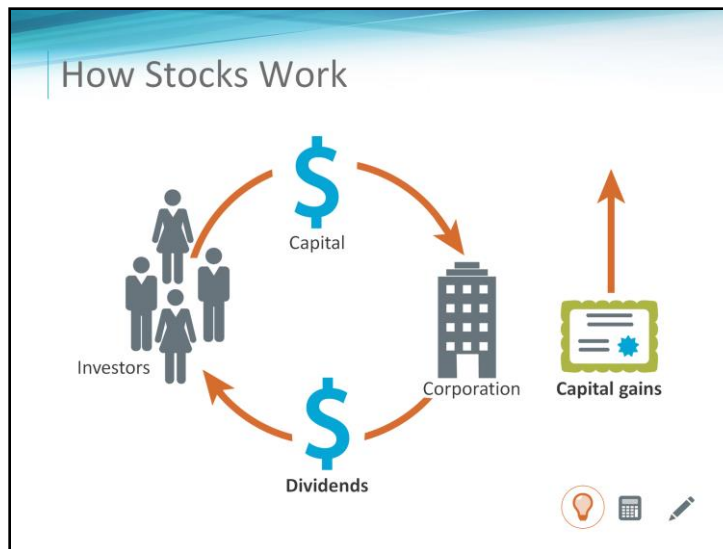 How Stocks Work
Capital
Investors
Corporation
Capital gains
Dividends